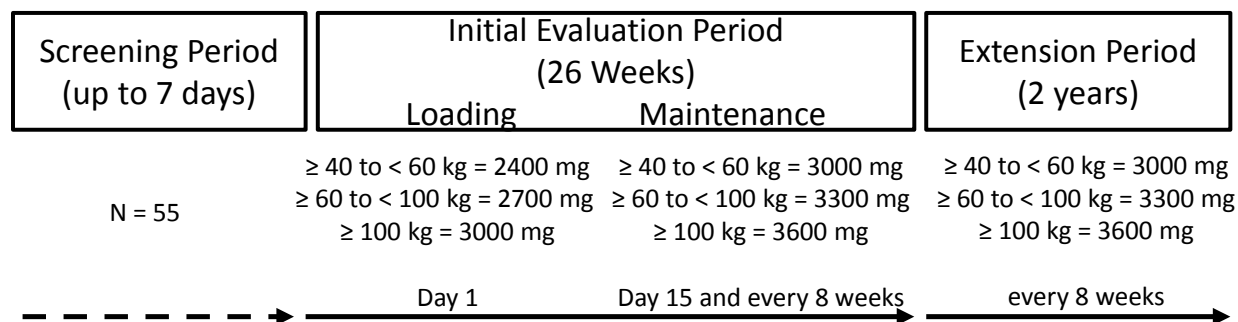 Screening Period
(up to 7 days)
Initial Evaluation Period
(26 Weeks)
Loading Maintenance
Extension Period
(2 years)
N = 55
≥ 40 to < 60 kg = 2400 mg
≥ 60 to < 100 kg = 2700 mg
≥ 100 kg = 3000 mg
≥ 40 to < 60 kg = 3000 mg
≥ 60 to < 100 kg = 3300 mg
≥ 100 kg = 3600 mg
≥ 40 to < 60 kg = 3000 mg
≥ 60 to < 100 kg = 3300 mg
≥ 100 kg = 3600 mg
Day 1
Day 15 and every 8 weeks
every 8 weeks